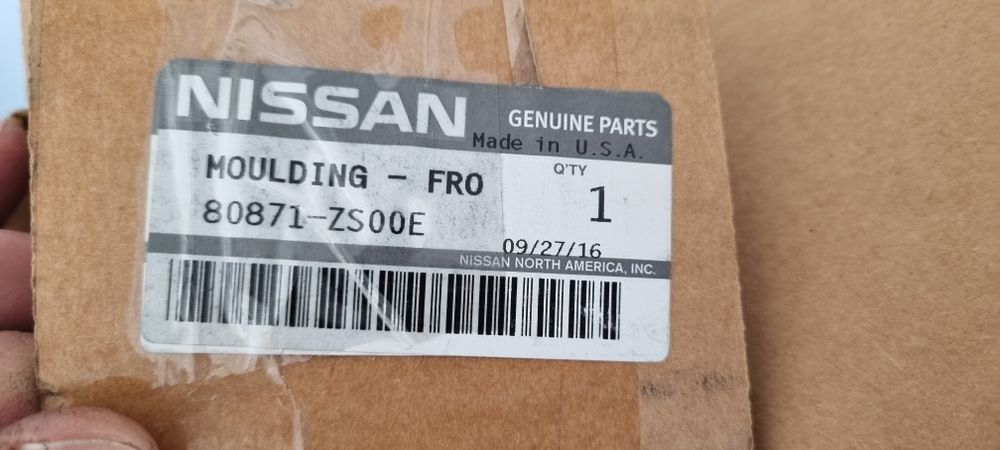 NISSAN
GENUINE PARTS
Made in U.S.A.
MOULDING - FRO
Q'TY
80871-ZS00E
1
09/27/16
NISSAN NORTH AMERICA, INC.